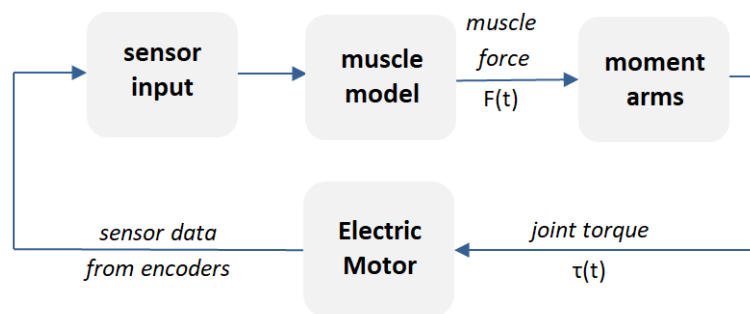 sensor
input
muscle
model
muscle
force
F(t)
moment
arms
sensor data
from encoders
Electric
Motor
joint torque
τ(t)